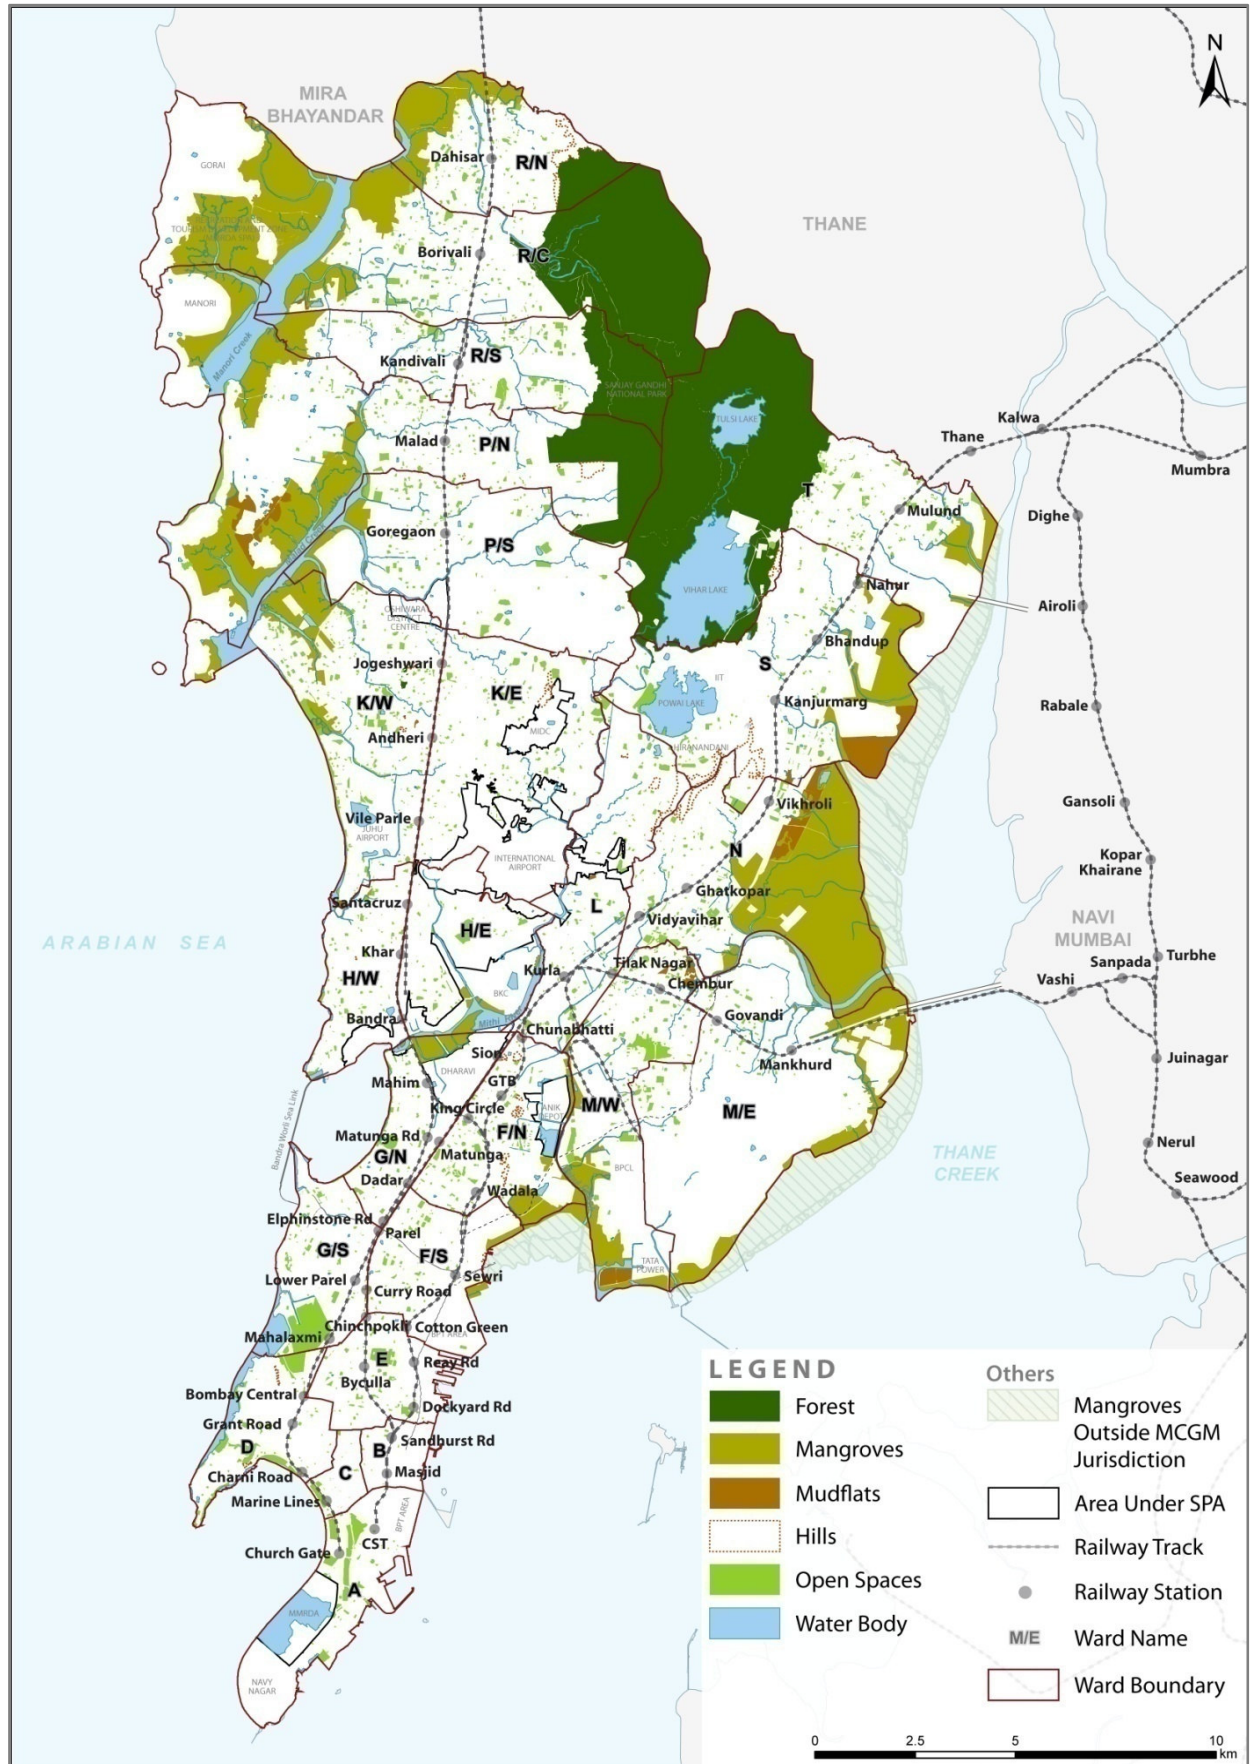 N
MIRA
BHAYANDAR
GORAI
Dahisar
R/N
THANE
TOURISM DEVELOPMENT ZONE
Borivali
R/C
MANORI
Manori Creek
Kandivali
R/S
SANJAY GANDHI
NATIONAL PARK
TULSI LAKE
Malad
P/N
Thane
Kalwa
Mumbra
T
Mulund
Dighe
Goregaon
P/S
VIHAR LAKE
Nahur
Airoli
OSHIWARA
DISTRICT
CENTRE
Bhandup
Jogeshwari
S
IIT
K/W
K/E
POWAI LAKE
Kanjurmarg
Rabale
Andheri
MIDC
HIRANANDANI
Vile Parle
JUHU
AIRPORT
Vikhroli
Gansoli
INTERNATIONAL
AIRPORT
N
Kopar
Khairane
Ghatkopar
Santacruz
L
Vidyavihar
ARABIAN SEA
H/E
NAVI
MUMBAI
Khar
Kurla
Tilak Nagar
Sanpada
Turbhe
H/W
BKC
Chembur
Vashi
Bandra
Mithi
Chunabhatti
Govandi
Sion
Mankhurd
Juinagar
Mahim
DHARAVI
GTB
Bandra Worli Sea Link
King Circle
ANIK
DEPOT
M/W
M/E
Matunga Rd
F/N
G/N
Matunga
BPCL
THANE
CREEK
Nerul
Dadar
Wadala
Seawood
Elphinstone Rd
Parel
G/S
F/S
TATA
POWER
Lower Parel
Sewri
Curry Road
Mahalaxmi
Chinchpokli
Cotton Green
BPT AREA
E
Reay Rd
Byculla
Bombay Central
Dockyard Rd
Grant Road
D
B
Sandhurst Rd
Charni Road
C
Masjid
Marine Lines
BPT AREA
Church Gate
CST
A
MMRDA
NAVY
NAGAR
LEGEND
Forest
Mangroves
Mudflats
Hills
Open Spaces
Water Body
Others
Mangroves
Outside MCGM
Jurisdiction
Area Under SPA
Railway Track
Railway Station
M/E
Ward Name
Ward Boundary
0 2.5 5 10
km